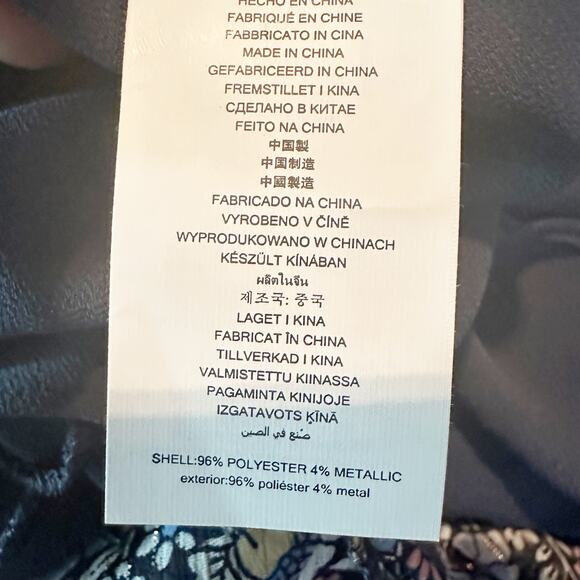 HECHO EN CHINA
FABRIQUÉ EN CHINE
FABBRICATO IN CINA
MADE IN CHINA
GEFABRICEERD IN CHINA
FREMSTILLET I KINA
СДЕЛАНО В КИТАЕ
FEITO NA CHINA
中国製
中国制造
中國製造
FABRICADO NA CHINA
VYROBENO V ČÍNĚ
WYPRODUKOWANO W CHINACH
KÉSZÜLT KÍNÁBAN
ผลิตในจีน
제조국: 중국
LAGET I KINA
FABRICAT ÎN CHINA
TILLVERKAD I KINA
VALMISTETTU KIINASSA
PAGAMINTA KINIJOJE
IZGATAVOTS ĶĪNĀ
صنع في الصين
SHELL:96% POLYESTER 4% METALLIC
exterior:96% poliéster 4% metal